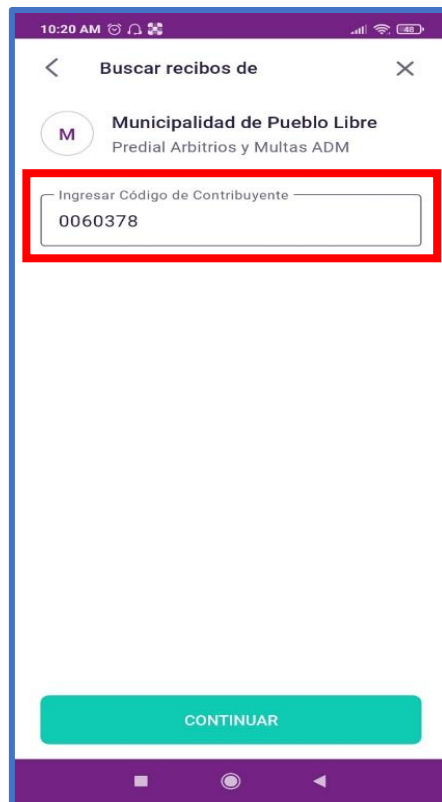 10:20 AM
48
Buscar recibos de
M
Municipalidad de Pueblo Libre
Predial Arbitrios y Multas ADM
Ingresar Código de Contribuyente
0060378
CONTINUAR